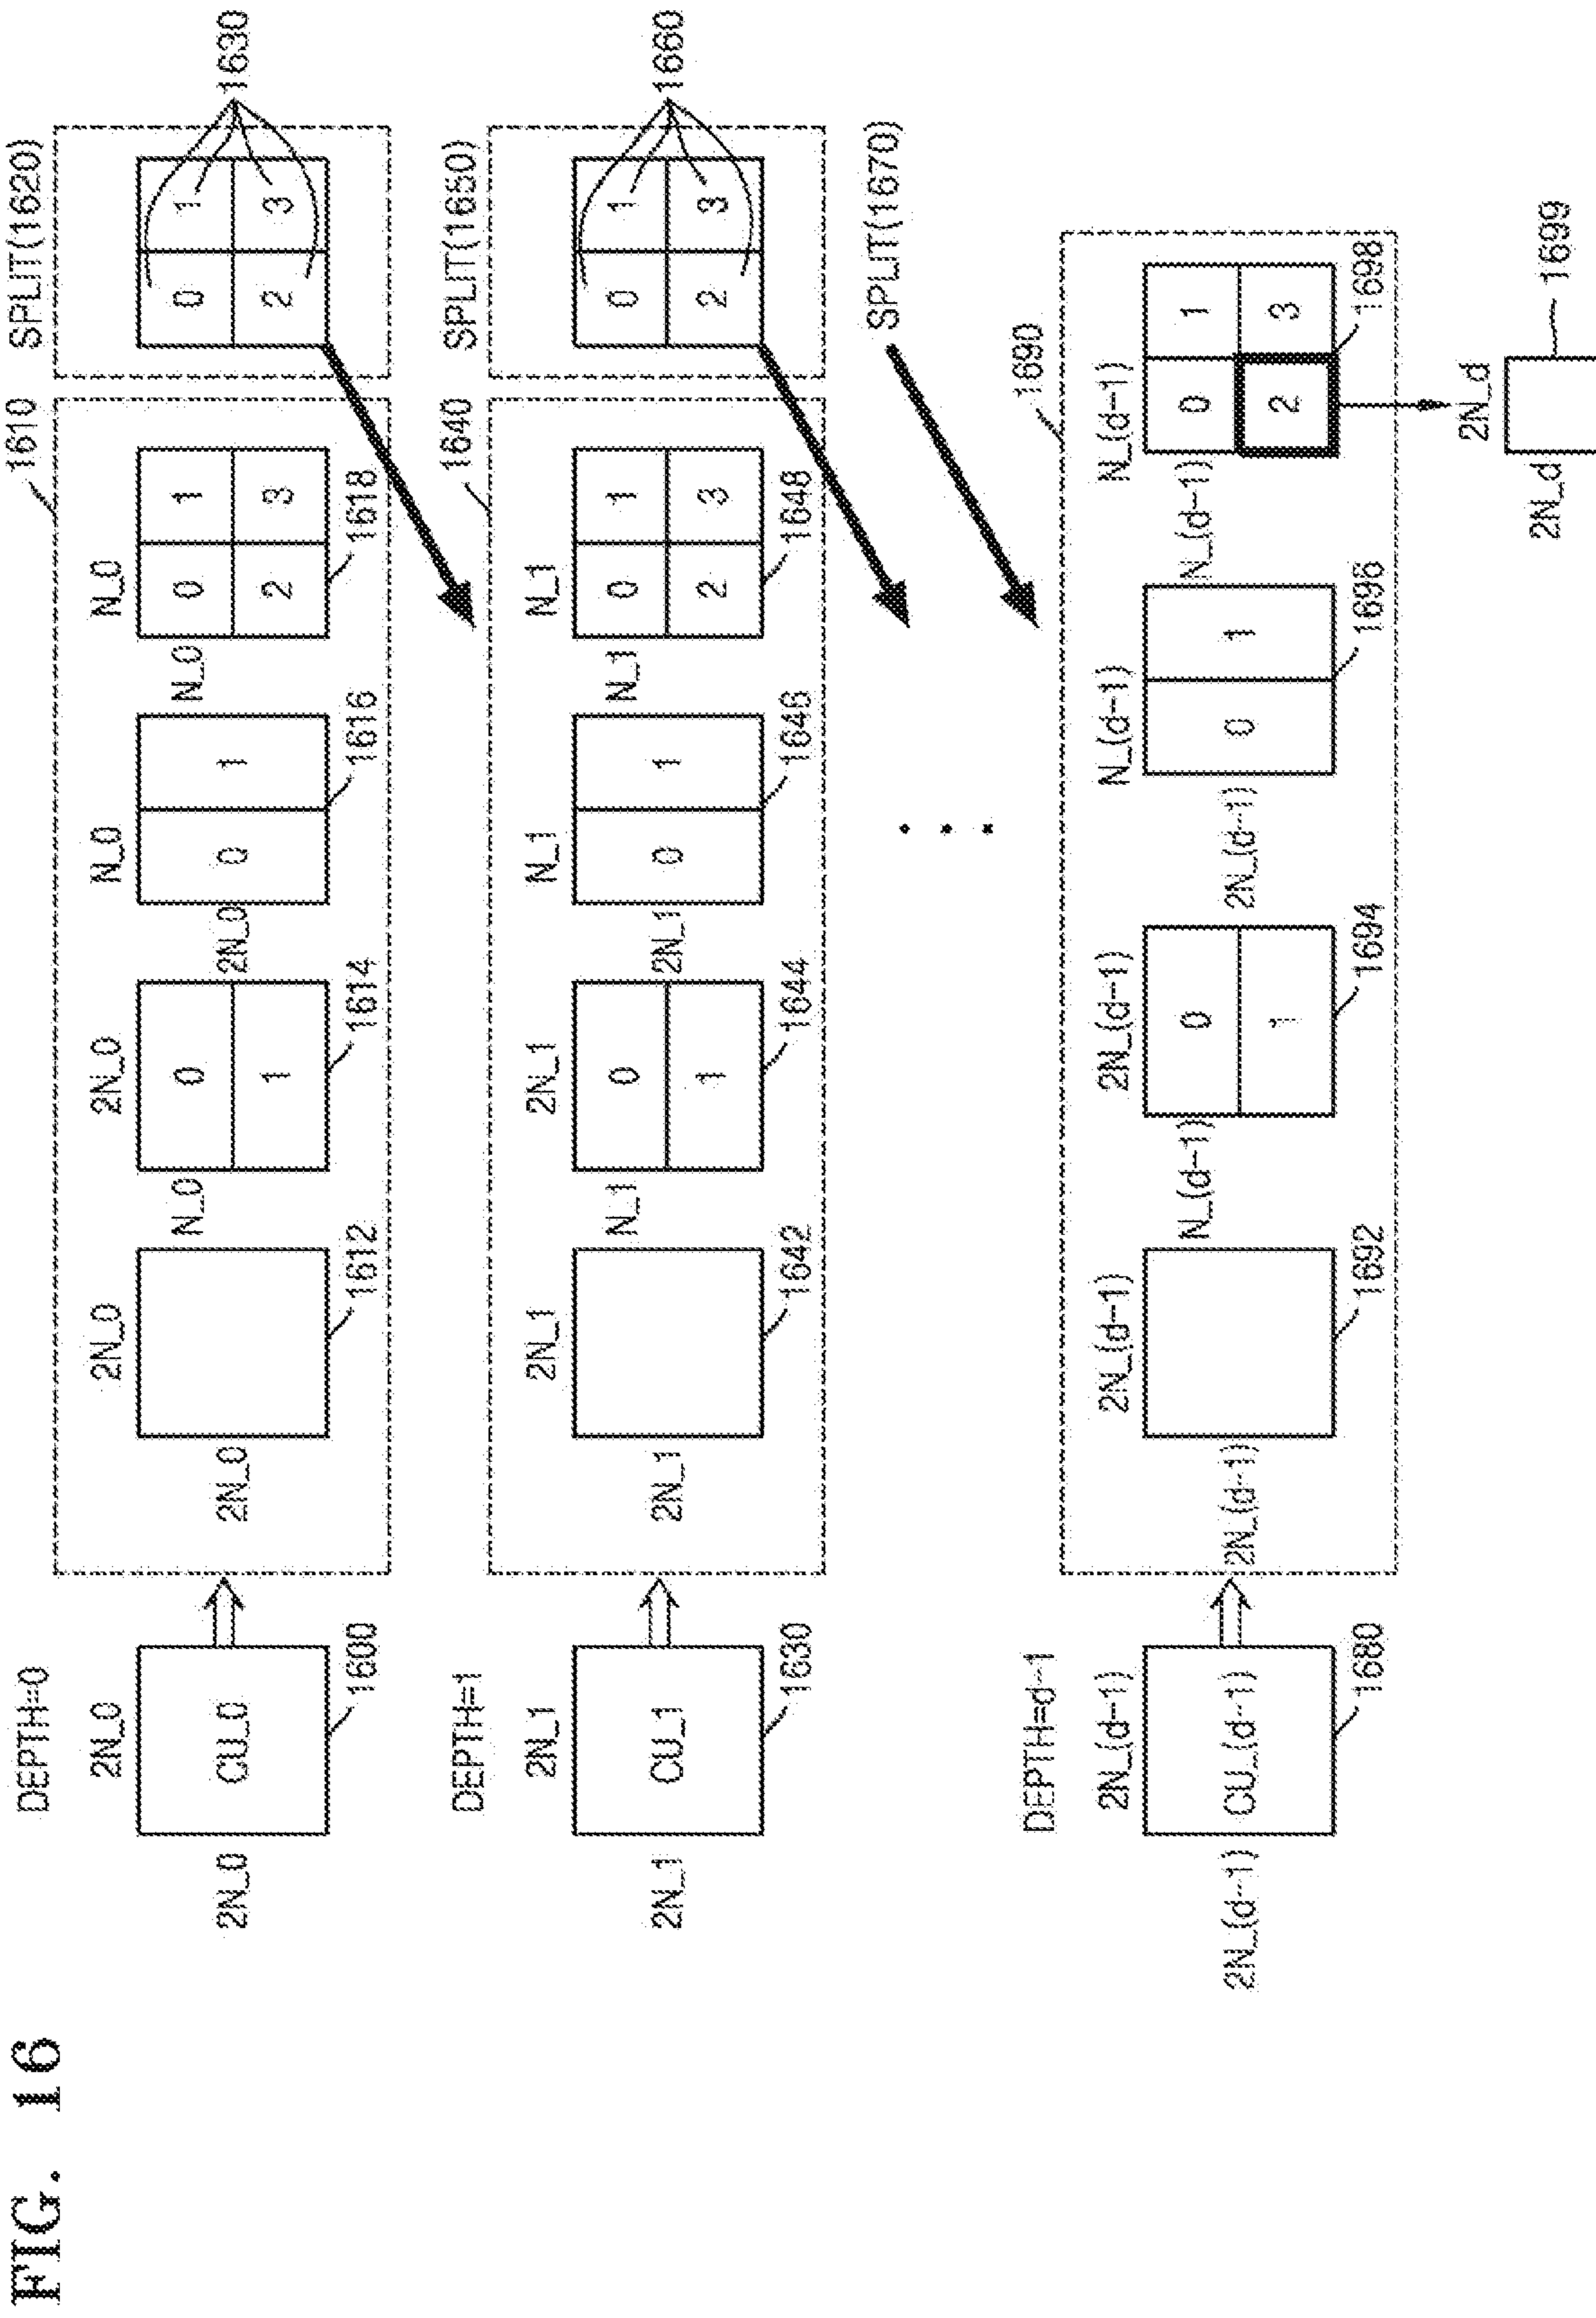 FIG. 16
DEPTH=0
2N_0
2N_0
CU_0
1600
1610
2N_0
2N_0
1612
2N_0
N_0
0
1
1614
N_0
2N_0
0 1
1616
N_0
N_0
0 1
2 3
1618
SPLIT(1620)
0 1
2 3
1630
DEPTH=1
2N_1
2N_1
CU_1
1630
1640
2N_1
2N_1
1642
2N_1
N_1
0
1
1644
N_1
2N_1
0 1
1646
N_1
N_1
0 1
2 3
1648
SPLIT(1650)
0 1
2 3
1660
SPLIT(1670)
DEPTH=d-1
2N_(d-1)
2N_(d-1)
CU_(d-1)
1680
1690
2N_(d-1)
2N_(d-1)
1692
2N_(d-1)
N_(d-1)
0
1
1694
N_(d-1)
2N_(d-1)
0 1
1696
N_(d-1)
N_(d-1)
0 1
2 3
1698
2N_d
2N_d
1699